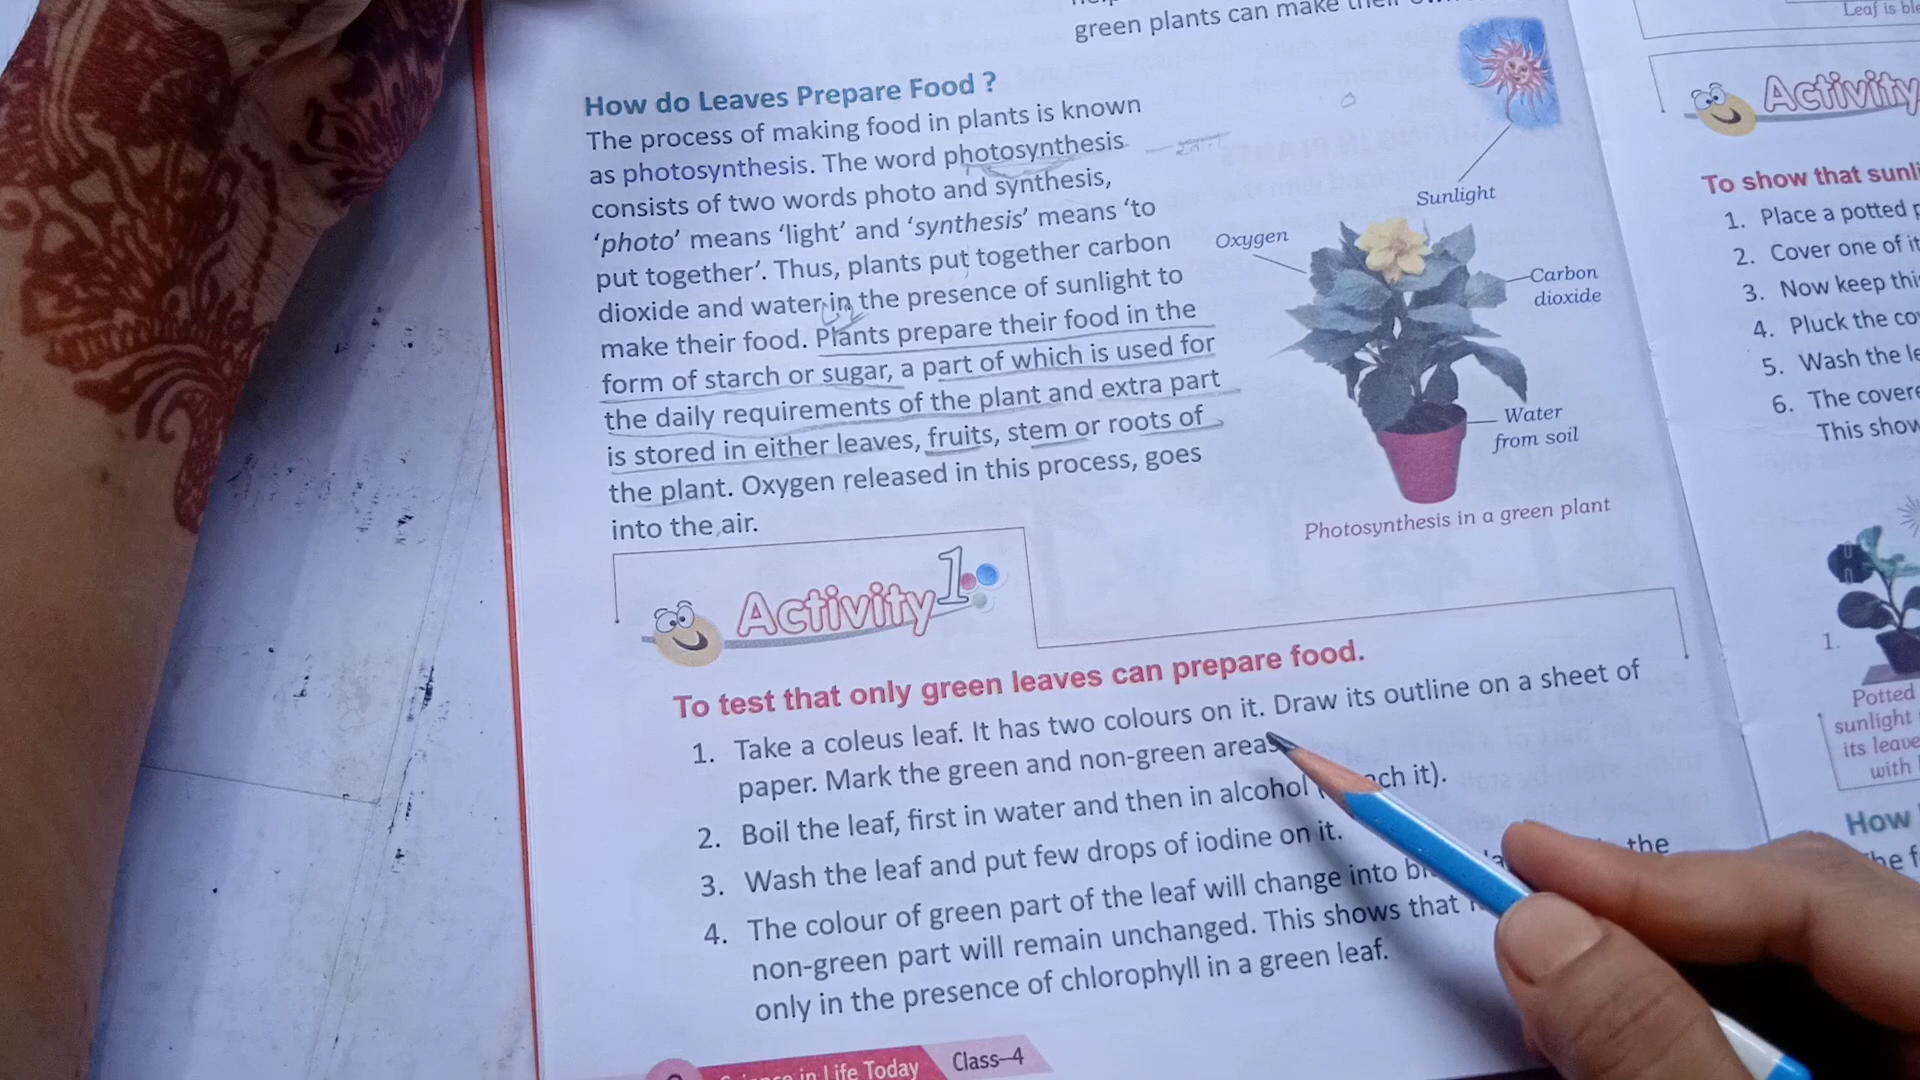 green plants can make their
Leaf is
How do Leaves Prepare Food ?
The process of making food in plants is known
as photosynthesis. The word photosynthesis
consists of two words photo and synthesis,
‘photo’ means ‘light’ and ‘synthesis’ means ‘to
put together’. Thus, plants put together carbon
dioxide and water in the presence of sunlight to
make their food. Plants prepare their food in the
form of starch or sugar, a part of which is used for
the daily requirements of the plant and extra part
is stored in either leaves, fruits, stem or roots of
the plant. Oxygen released in this process, goes
into the air.
Sunlight
Oxygen
Carbon
dioxide
Water
from soil
Photosynthesis in a green plant
Activity 1
To test that only green leaves can prepare food.
1. Take a coleus leaf. It has two colours on it. Draw its outline on a sheet of
paper. Mark the green and non-green areas
2. Boil the leaf, first in water and then in alcohol ch it).
3. Wash the leaf and put few drops of iodine on it.
4. The colour of green part of the leaf will change into the
non-green part will remain unchanged. This shows that
only in the presence of chlorophyll in a green leaf.
in Life Today
Class–4
Activity
To show that
1. Place a potted
2. Cover one of
3. Now keep
4. Pluck the
5. Wash the
6. The
This
1.
Potted
sunlight
its
with
How